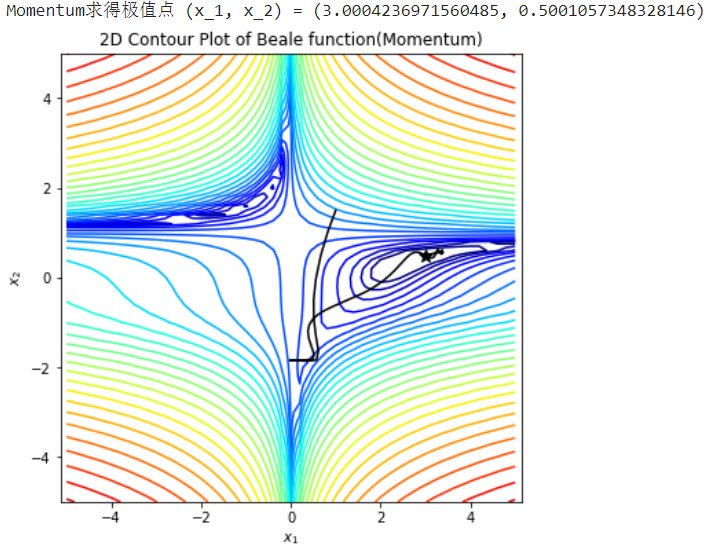 Momentum求得极值点 (x_1, x_2) = (3.0004236971560485, 0.5001057348328146)
2D Contour Plot of Beale function(Momentum)
4
2
0
−2
−4
x₂
−4
−2
0
2
4
x₁